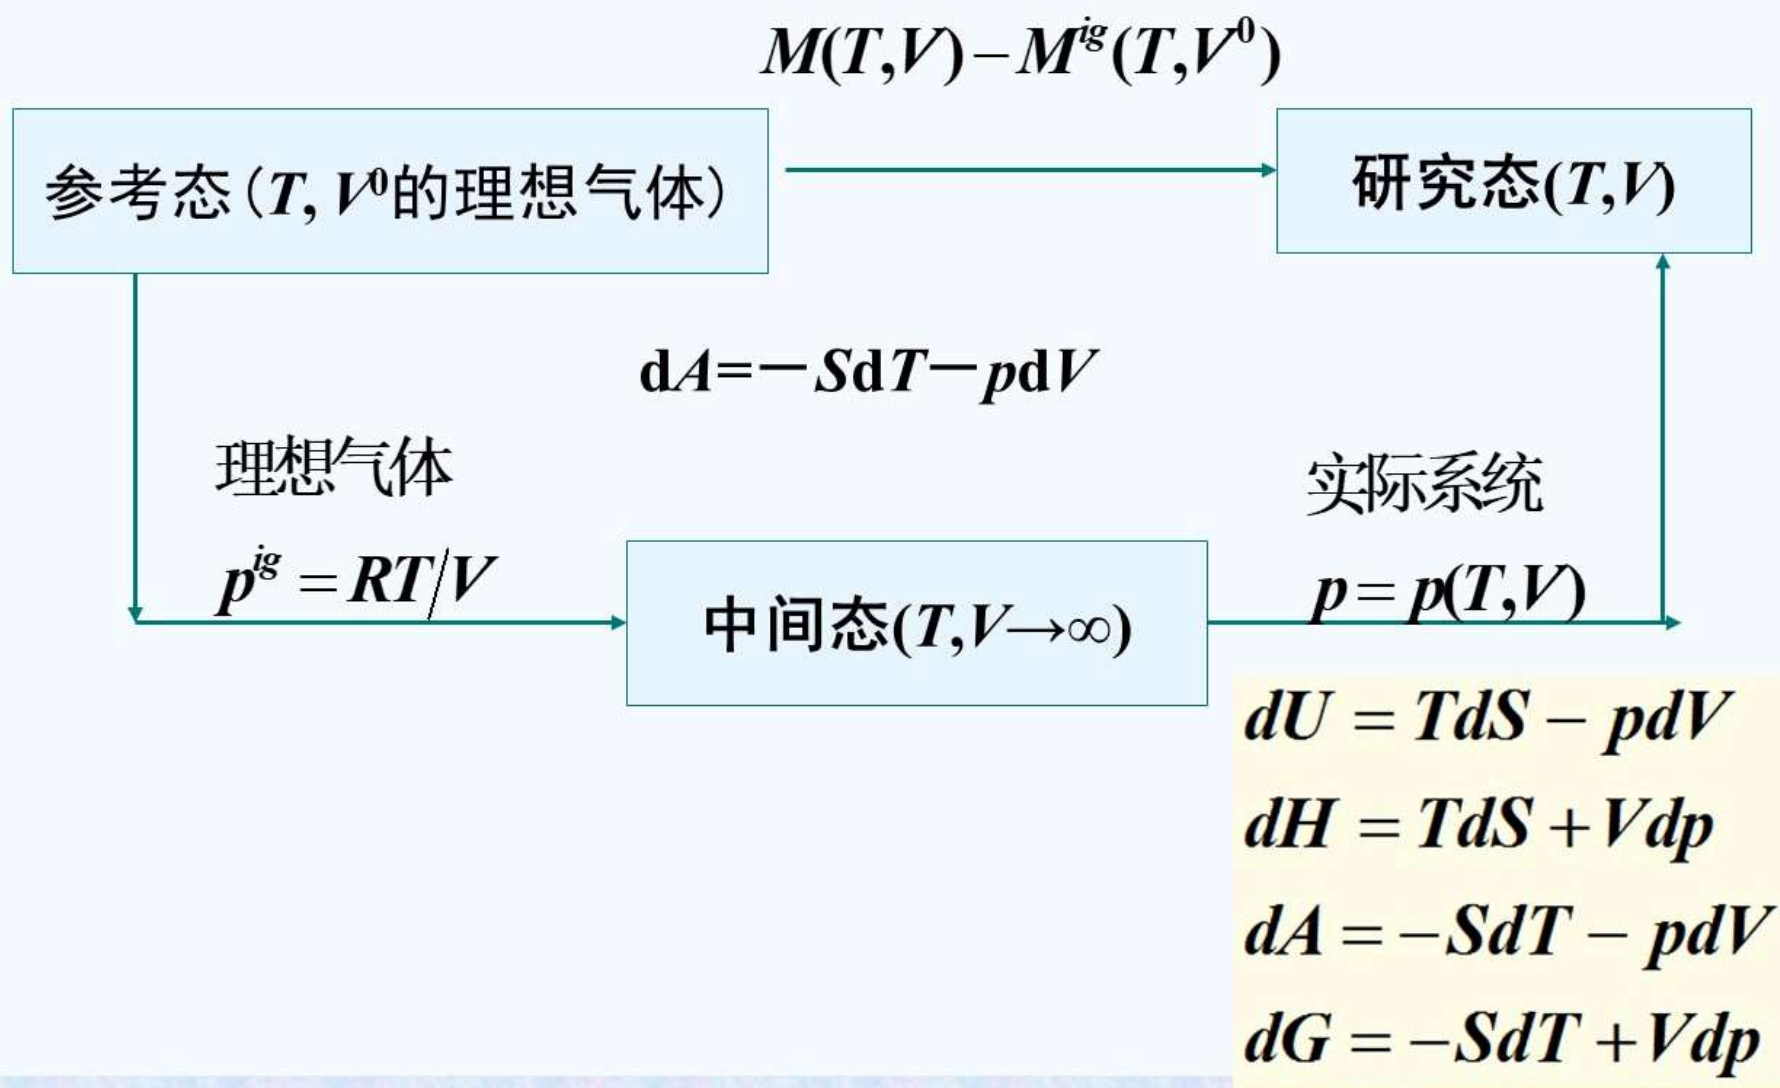 M(T,V)−M^ig(T,V⁰)
参考态(T, V⁰的理想气体)
研究态(T,V)
dA=−SdT−pdV
理想气体
实际系统
p^ig = RT/V
p = p(T,V)
中间态(T,V→∞)
dU = TdS − pdV
dH = TdS + Vdp
dA = −SdT − pdV
dG = −SdT + Vdp